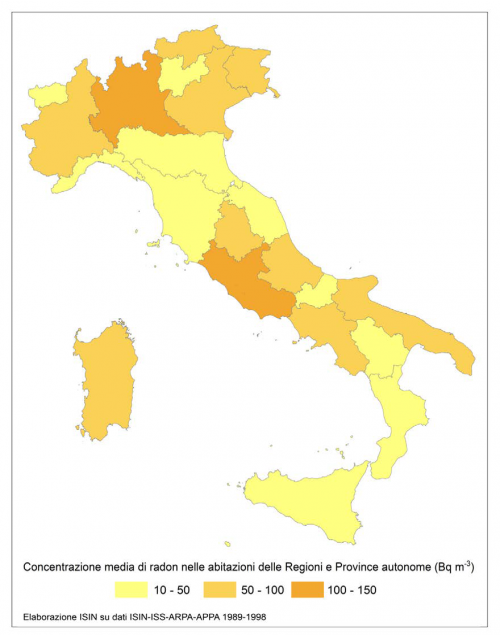 Concentrazione media di radon nelle abitazioni delle Regioni e Province autonome (Bq m-3)
10 - 50 50 - 100 100 - 150
Elaborazione ISIN su dati ISIN-ISS-ARPA-APPA 1989-1998